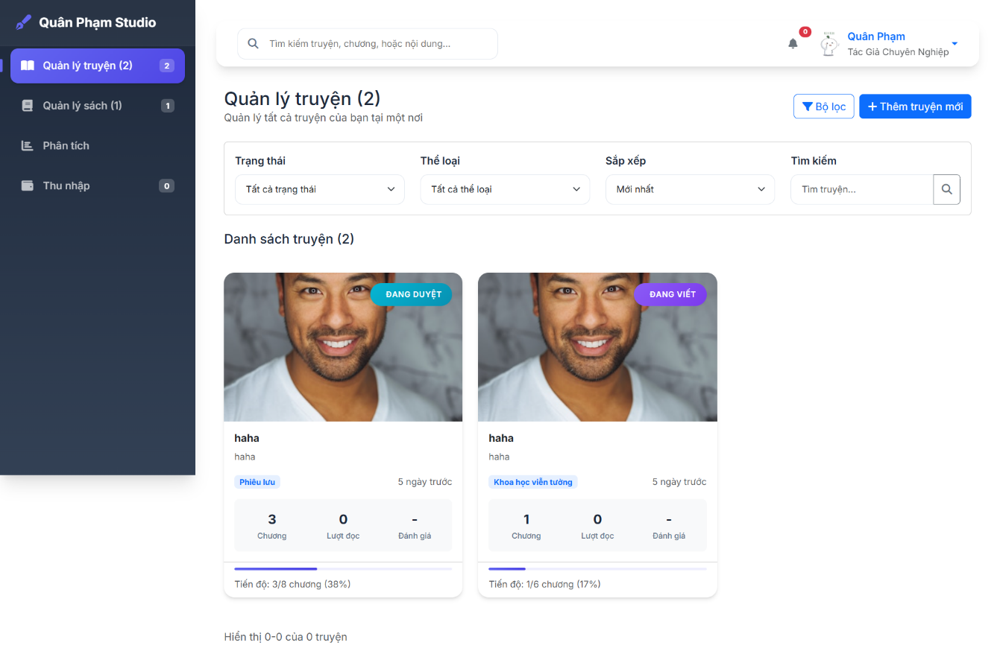 Quân Phạm Studio
Quản lý truyện (2) 2
Quản lý sách (1) 1
Phân tích
Thu nhập 0
Tìm kiếm truyện, chương, hoặc nội dung...
0
Quân Phạm
Tác Giả Chuyên Nghiệp
Quản lý truyện (2)
Quản lý tất cả truyện của bạn tại một nơi
Bộ lọc
Thêm truyện mới
Trạng thái Thể loại Sắp xếp Tìm kiếm
Tất cả trạng thái Tất cả thể loại Mới nhất Tìm truyện...
Danh sách truyện (2)
ĐANG DUYỆT
haha
haha
Phiêu lưu 5 ngày trước
3 0 -
Chương Lượt đọc Đánh giá
Tiến độ: 3/8 chương (38%)
ĐANG VIẾT
haha
haha
Khoa học viễn tưởng 5 ngày trước
1 0 -
Chương Lượt đọc Đánh giá
Tiến độ: 1/6 chương (17%)
Hiển thị 0-0 của 0 truyện